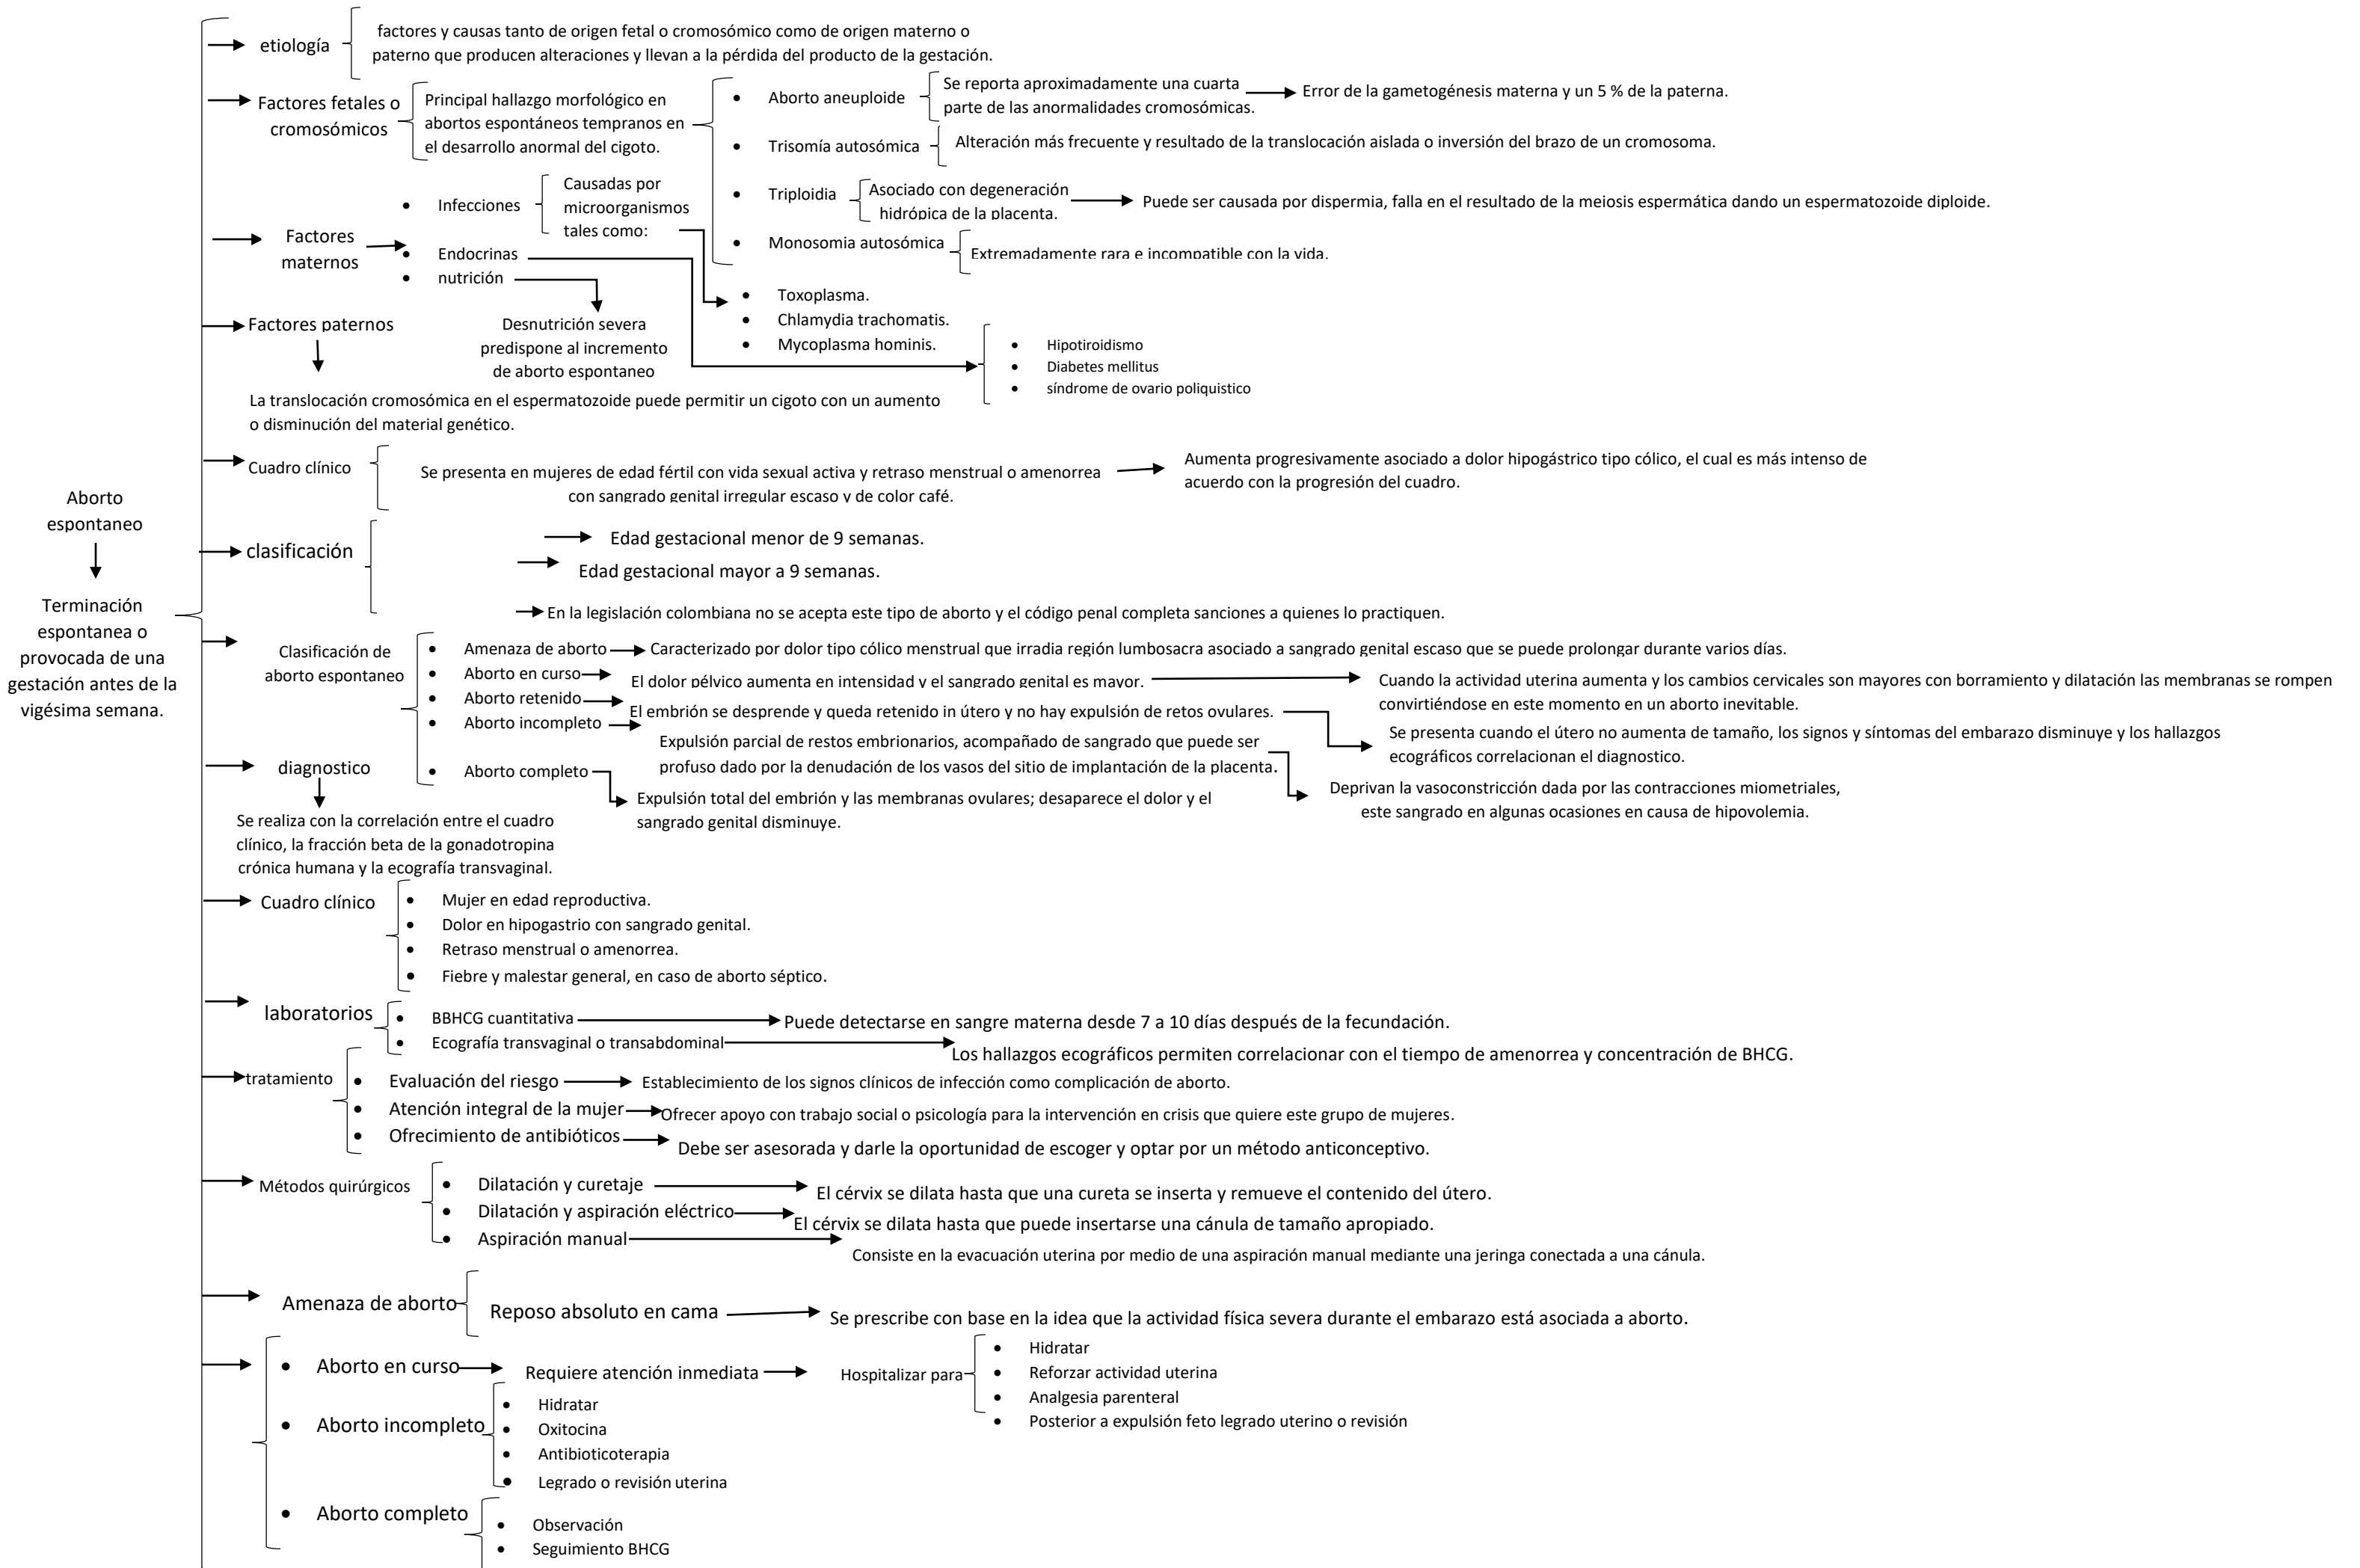 etiología
factores y causas tanto de origen fetal o cromosómico como de origen materno o
paterno que producen alteraciones y llevan a la pérdida del producto de la gestación.
Factores fetales o
cromosómicos
Principal hallazgo morfológico en
abortos espontáneos tempranos en
el desarrollo anormal del cigoto.
• Aborto aneuploide
Se reporta aproximadamente una cuarta
parte de las anormalidades cromosómicas.
Error de la gametogénesis materna y un 5 % de la paterna.
• Trisomía autosómica
Alteración más frecuente y resultado de la translocación aislada o inversión del brazo de un cromosoma.
• Triploidia
Asociado con degeneración
hidrópica de la placenta.
Puede ser causada por dispermia, falla en el resultado de la meiosis espermática dando un espermatozoide diploide.
• Monosomia autosómica
Extremadamente rara e incompatible con la vida.
Factores
maternos
• Infecciones
Causadas por
microorganismos
tales como:
• Endocrinas
• nutrición
• Toxoplasma.
• Chlamydia trachomatis.
• Mycoplasma hominis.
Desnutrición severa
predispone al incremento
de aborto espontaneo
• Hipotiroidismo
• Diabetes mellitus
• síndrome de ovario poliquistico
Factores paternos
La translocación cromosómica en el espermatozoide puede permitir un cigoto con un aumento
o disminución del material genético.
Cuadro clínico
Se presenta en mujeres de edad fértil con vida sexual activa y retraso menstrual o amenorrea
con sangrado genital irregular escaso y de color café.
Aumenta progresivamente asociado a dolor hipogástrico tipo cólico, el cual es más intenso de
acuerdo con la progresión del cuadro.
Aborto
espontaneo
Terminación
espontanea o
provocada de una
gestación antes de la
vigésima semana.
clasificación
Edad gestacional menor de 9 semanas.
Edad gestacional mayor a 9 semanas.
En la legislación colombiana no se acepta este tipo de aborto y el código penal completa sanciones a quienes lo practiquen.
Clasificación de
aborto espontaneo
• Amenaza de aborto
Caracterizado por dolor tipo cólico menstrual que irradia región lumbosacra asociado a sangrado genital escaso que se puede prolongar durante varios días.
• Aborto en curso
El dolor pélvico aumenta en intensidad y el sangrado genital es mayor.
Cuando la actividad uterina aumenta y los cambios cervicales son mayores con borramiento y dilatación las membranas se rompen
convirtiéndose en este momento en un aborto inevitable.
• Aborto retenido
El embrión se desprende y queda retenido in útero y no hay expulsión de retos ovulares.
Se presenta cuando el útero no aumenta de tamaño, los signos y síntomas del embarazo disminuye y los hallazgos
ecográficos correlacionan el diagnostico.
• Aborto incompleto
Expulsión parcial de restos embrionarios, acompañado de sangrado que puede ser
profuso dado por la denudación de los vasos del sitio de implantación de la placenta.
Deprivan la vasoconstricción dada por las contracciones miometriales,
este sangrado en algunas ocasiones en causa de hipovolemia.
• Aborto completo
Expulsión total del embrión y las membranas ovulares; desaparece el dolor y el
sangrado genital disminuye.
diagnostico
Se realiza con la correlación entre el cuadro
clínico, la fracción beta de la gonadotropina
crónica humana y la ecografía transvaginal.
Cuadro clínico
• Mujer en edad reproductiva.
• Dolor en hipogastrio con sangrado genital.
• Retraso menstrual o amenorrea.
• Fiebre y malestar general, en caso de aborto séptico.
laboratorios
• BBHCG cuantitativa
Puede detectarse en sangre materna desde 7 a 10 días después de la fecundación.
• Ecografía transvaginal o transabdominal
Los hallazgos ecográficos permiten correlacionar con el tiempo de amenorrea y concentración de BHCG.
tratamiento
• Evaluación del riesgo
Establecimiento de los signos clínicos de infección como complicación de aborto.
• Atención integral de la mujer
Ofrecer apoyo con trabajo social o psicología para la intervención en crisis que quiere este grupo de mujeres.
• Ofrecimiento de antibióticos
Debe ser asesorada y darle la oportunidad de escoger y optar por un método anticonceptivo.
Métodos quirúrgicos
• Dilatación y curetaje
El cérvix se dilata hasta que una cureta se inserta y remueve el contenido del útero.
• Dilatación y aspiración eléctrico
El cérvix se dilata hasta que puede insertarse una cánula de tamaño apropiado.
• Aspiración manual
Consiste en la evacuación uterina por medio de una aspiración manual mediante una jeringa conectada a una cánula.
Amenaza de aborto
Reposo absoluto en cama
Se prescribe con base en la idea que la actividad física severa durante el embarazo está asociada a aborto.
• Aborto en curso
Requiere atención inmediata
Hospitalizar para
• Hidratar
• Reforzar actividad uterina
• Analgesia parenteral
• Posterior a expulsión feto legrado uterino o revisión
• Aborto incompleto
• Hidratar
• Oxitocina
• Antibioticoterapia
• Legrado o revisión uterina
• Aborto completo
• Observación
• Seguimiento BHCG